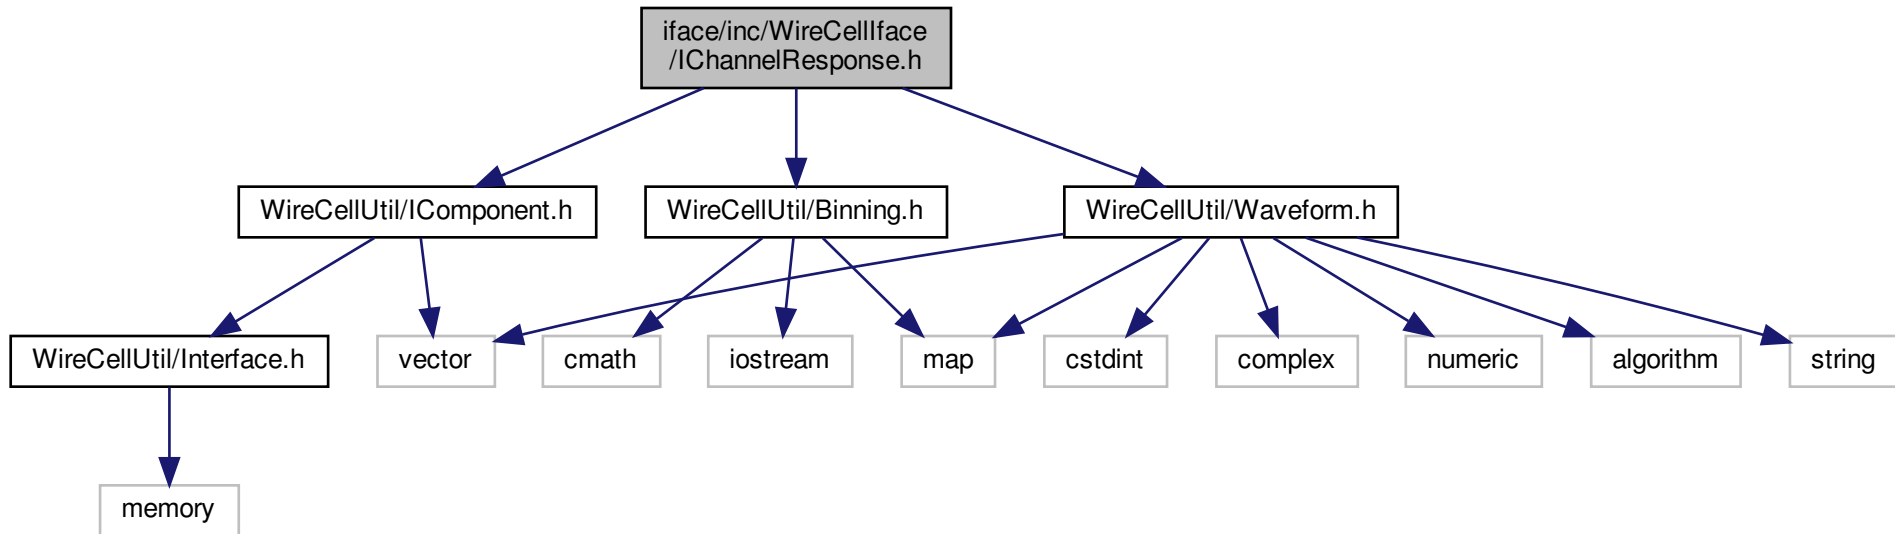 iface/inc/WireCellIface
/IChannelResponse.h
WireCellUtil/IComponent.h
WireCellUtil/Binning.h
WireCellUtil/Waveform.h
WireCellUtil/Interface.h
vector
cmath
iostream
map
cstdint
complex
numeric
algorithm
string
memory